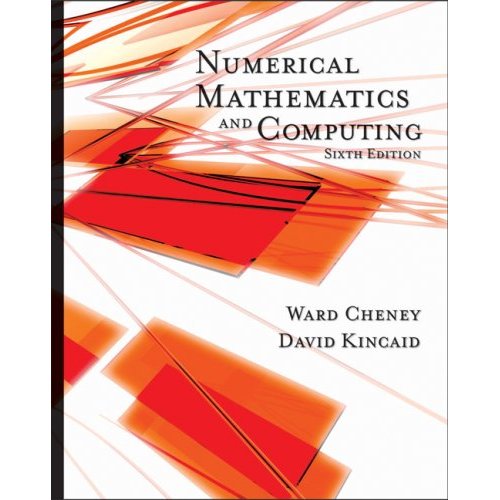 Numerical
Mathematics
and Computing
Sixth Edition
Ward Cheney
David Kincaid